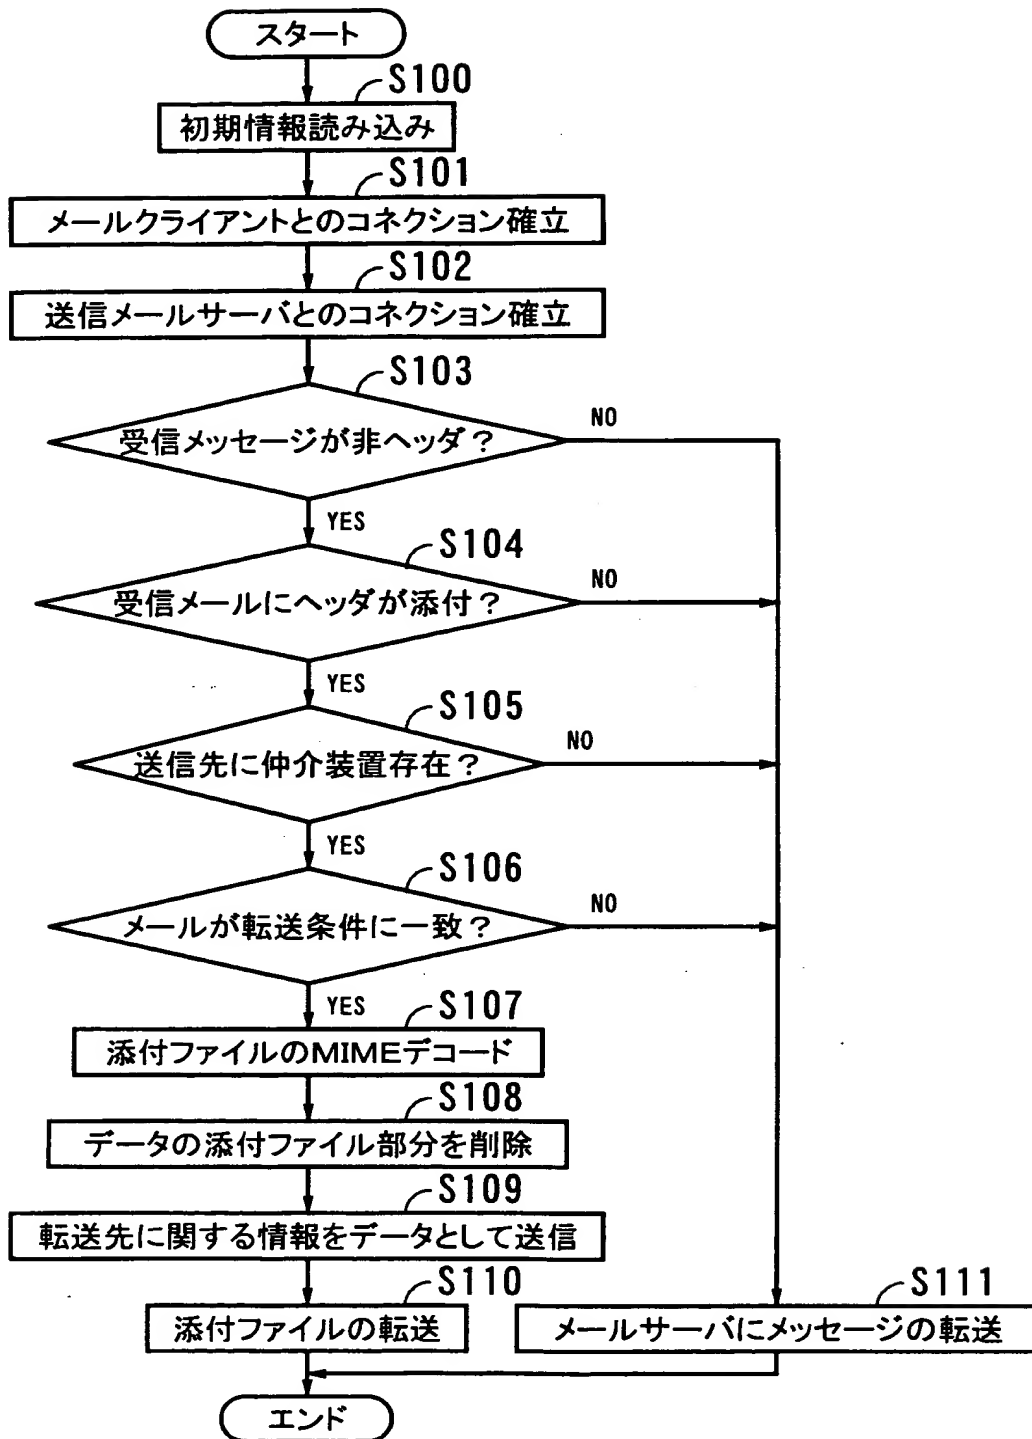 スタート
S100
初期情報読み込み
S101
メールクライアントとのコネクション確立
S102
送信メールサーバとのコネクション確立
S103
受信メッセージが非ヘッダ？
NO
YES
S104
受信メールにヘッダが添付？
NO
YES
S105
送信先に仲介装置存在？
NO
YES
S106
メールが転送条件に一致？
NO
YES
S107
添付ファイルのMIMEデコード
S108
データの添付ファイル部分を削除
S109
転送先に関する情報をデータとして送信
S110
添付ファイルの転送
S111
メールサーバにメッセージの転送
エンド